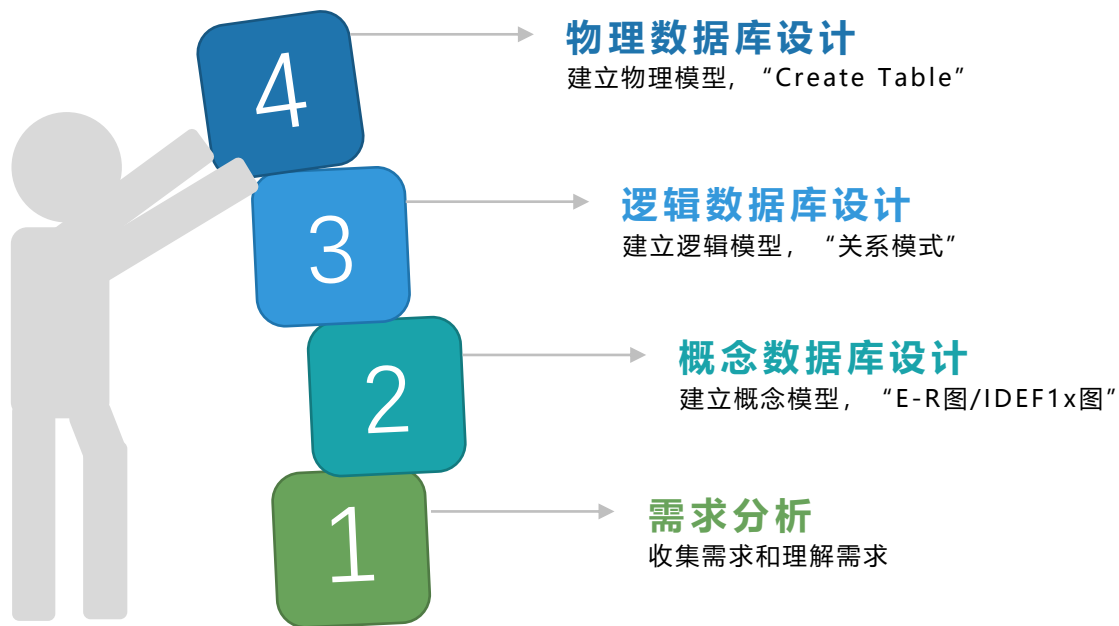 4
物理数据库设计
建立物理模型，“Create Table”
3
逻辑数据库设计
建立逻辑模型，“关系模式”
2
概念数据库设计
建立概念模型，“E-R图/IDEF1x图”
1
需求分析
收集需求和理解需求